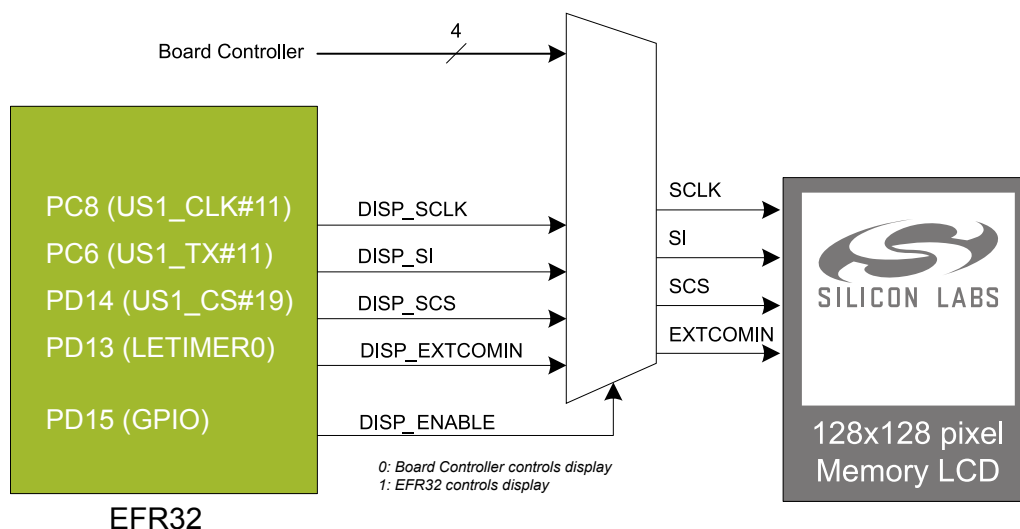 4
Board Controller
PC8 (US1_CLK#11)
DISP_SCLK
SCLK
PC6 (US1_TX#11)
DISP_SI
SI
PD14 (US1_CS#19)
DISP_SCS
SCS
SILICON LABS
PD13 (LETIMER0)
DISP_EXTCOMIN
EXTCOMIN
PD15 (GPIO)
DISP_ENABLE
128x128 pixel
Memory LCD
0: Board Controller controls display
1: EFR32 controls display
EFR32